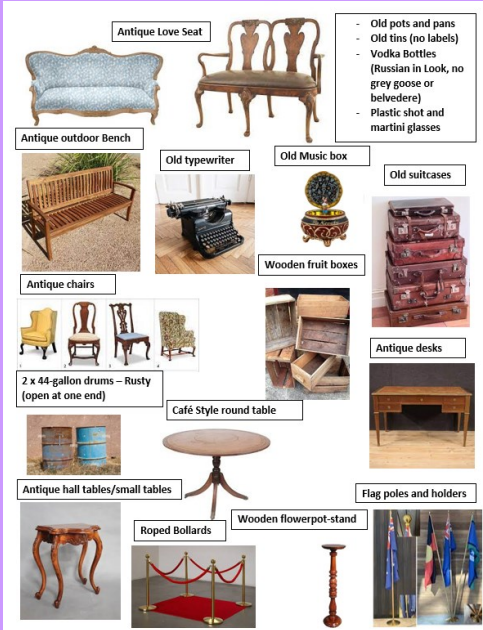 Antique Love Seat
- Old pots and pans
- Old tins (no labels)
- Vodka Bottles
(Russian in Look, no
grey goose or
belvedere)
- Plastic shot and
martini glasses
Antique outdoor Bench
Old typewriter
Old Music box
Old suitcases
Wooden fruit boxes
Antique chairs
1 2 3 4
2 x 44-gallon drums – Rusty
(open at one end)
Antique desks
Café Style round table
Antique hall tables/small tables
Roped Bollards
Wooden flowerpot-stand
Flag poles and holders